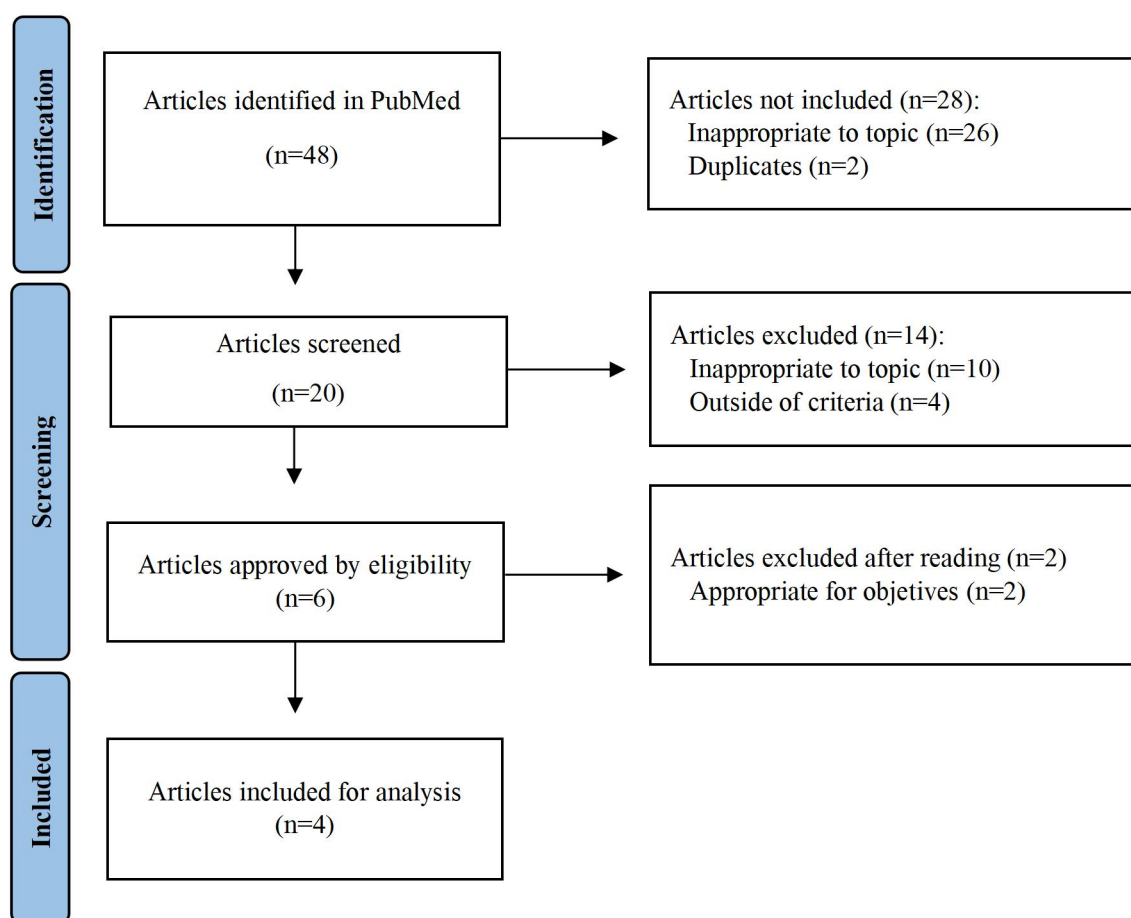 Identification
Articles identified in PubMed
(n=48)
Articles not included (n=28):
Inappropriate to topic (n=26)
Duplicates (n=2)
Screening
Articles screened
(n=20)
Articles excluded (n=14):
Inappropriate to topic (n=10)
Outside of criteria (n=4)
Articles approved by eligibility
(n=6)
Articles excluded after reading (n=2)
Appropriate for objetives (n=2)
Included
Articles included for analysis
(n=4)